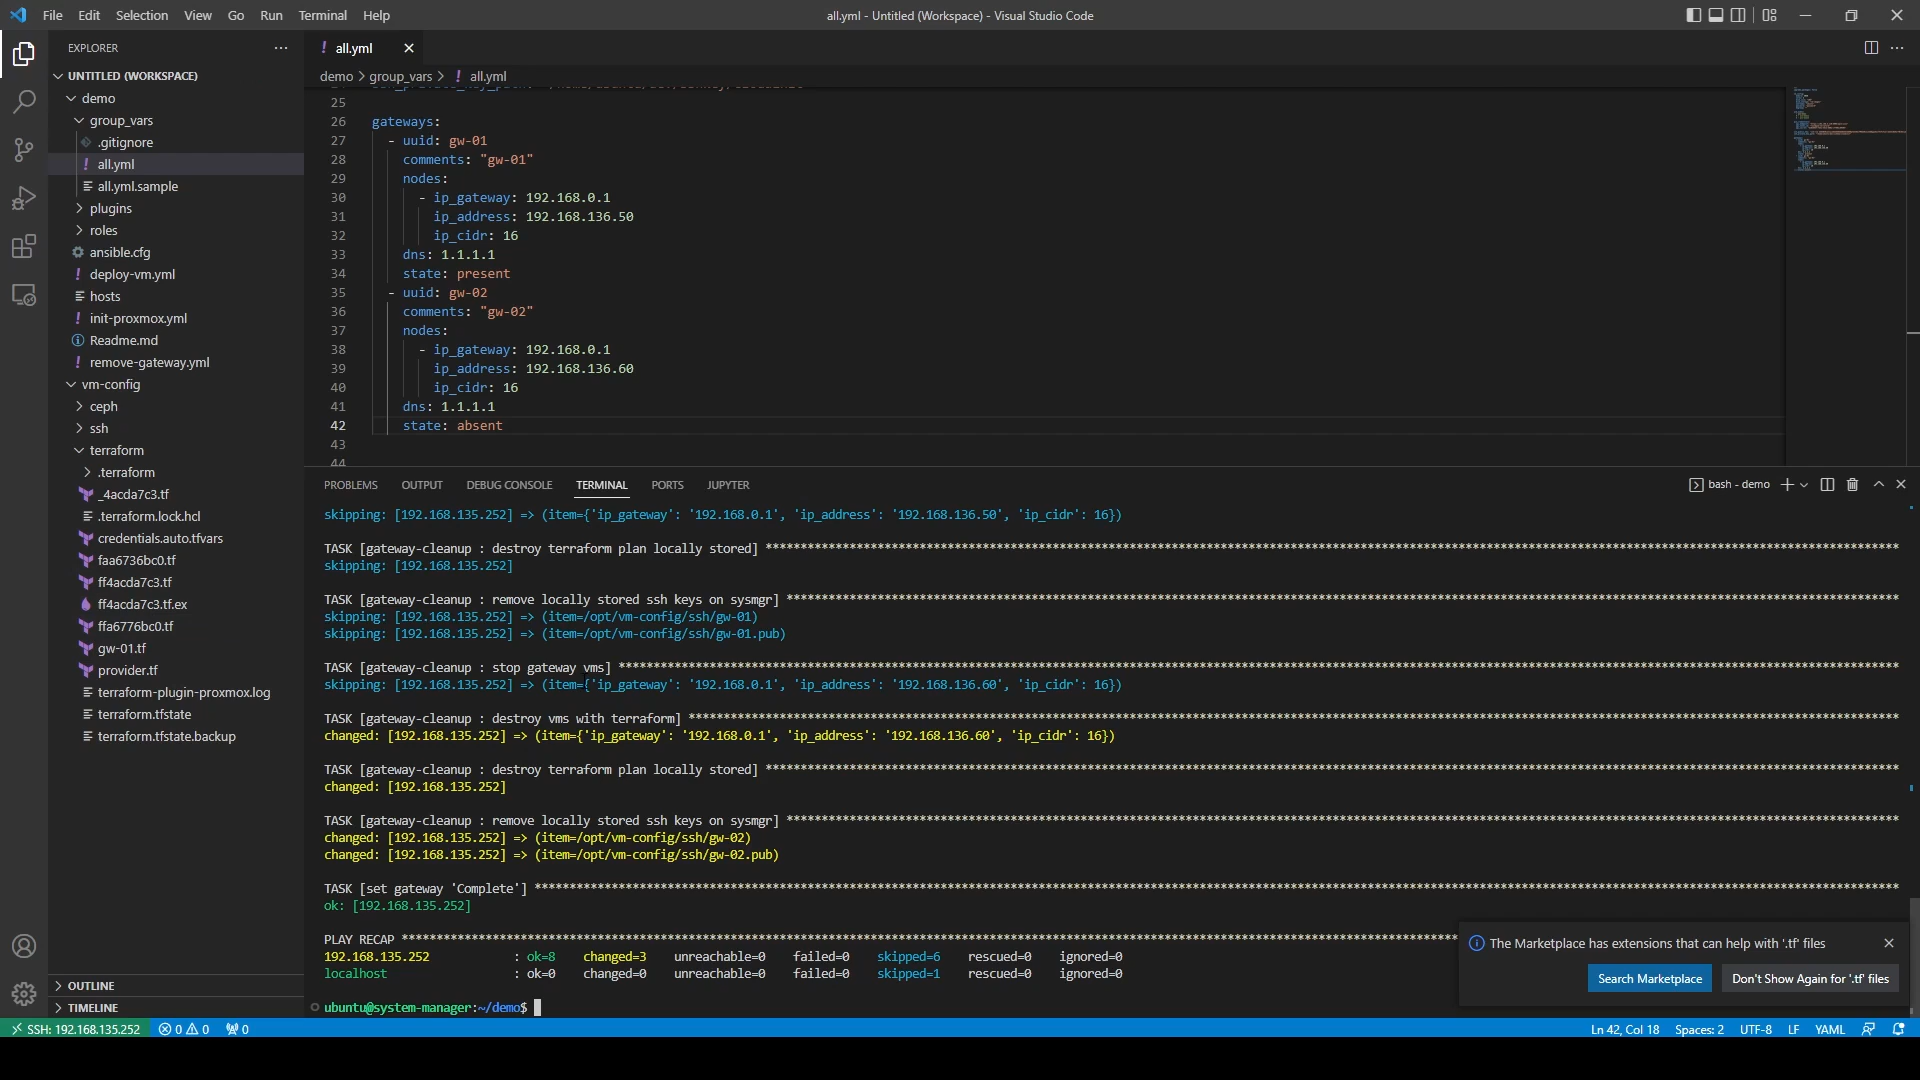 File Edit Selection View Go Run Terminal Help
all.yml - Untitled (Workspace) - Visual Studio Code
EXPLORER
UNTITLED (WORKSPACE)
demo
group_vars
.gitignore
all.yml
all.yml.sample
plugins
roles
ansible.cfg
deploy-vm.yml
hosts
init-proxmox.yml
Readme.md
remove-gateway.yml
vm-config
ceph
ssh
terraform
.terraform
_4acda7c3.tf
.terraform.lock.hcl
credentials.auto.tfvars
faa6736bc0.tf
ff4acda7c3.tf
ff4acda7c3.tf.ex
ffa6776bc0.tf
gw-01.tf
provider.tf
terraform-plugin-proxmox.log
terraform.tfstate
terraform.tfstate.backup
OUTLINE
TIMELINE
! all.yml
demo > group_vars > ! all.yml
25
26 gateways:
27 - uuid: gw-01
28 comments: "gw-01"
29 nodes:
30 - ip_gateway: 192.168.0.1
31 ip_address: 192.168.136.50
32 ip_cidr: 16
33 dns: 1.1.1.1
34 state: present
35 - uuid: gw-02
36 comments: "gw-02"
37 nodes:
38 - ip_gateway: 192.168.0.1
39 ip_address: 192.168.136.60
40 ip_cidr: 16
41 dns: 1.1.1.1
42 state: absent
43
44
PROBLEMS OUTPUT DEBUG CONSOLE TERMINAL PORTS JUPYTER
bash - demo
skipping: [192.168.135.252] => (item={'ip_gateway': '192.168.0.1', 'ip_address': '192.168.136.50', 'ip_cidr': 16})
TASK [gateway-cleanup : destroy terraform plan locally stored] ****
skipping: [192.168.135.252]
TASK [gateway-cleanup : remove locally stored ssh keys on sysmgr] ****
skipping: [192.168.135.252] => (item=/opt/vm-config/ssh/gw-01)
skipping: [192.168.135.252] => (item=/opt/vm-config/ssh/gw-01.pub)
TASK [gateway-cleanup : stop gateway vms] ****
skipping: [192.168.135.252] => (item={'ip_gateway': '192.168.0.1', 'ip_address': '192.168.136.60', 'ip_cidr': 16})
TASK [gateway-cleanup : destroy vms with terraform] ****
changed: [192.168.135.252] => (item={'ip_gateway': '192.168.0.1', 'ip_address': '192.168.136.60', 'ip_cidr': 16})
TASK [gateway-cleanup : destroy terraform plan locally stored] ****
changed: [192.168.135.252]
TASK [gateway-cleanup : remove locally stored ssh keys on sysmgr] ****
changed: [192.168.135.252] => (item=/opt/vm-config/ssh/gw-02)
changed: [192.168.135.252] => (item=/opt/vm-config/ssh/gw-02.pub)
TASK [set gateway 'Complete'] ****
ok: [192.168.135.252]
PLAY RECAP ****
192.168.135.252 : ok=8 changed=3 unreachable=0 failed=0 skipped=6 rescued=0 ignored=0
localhost : ok=0 changed=0 unreachable=0 failed=0 skipped=1 rescued=0 ignored=0
ubuntu@system-manager:~/demo$
The Marketplace has extensions that can help with '.tf' files
Search Marketplace
Don't Show Again for '.tf' files
SSH: 192.168.135.252 0 0 0
Ln 42, Col 18 Spaces: 2 UTF-8 LF YAML